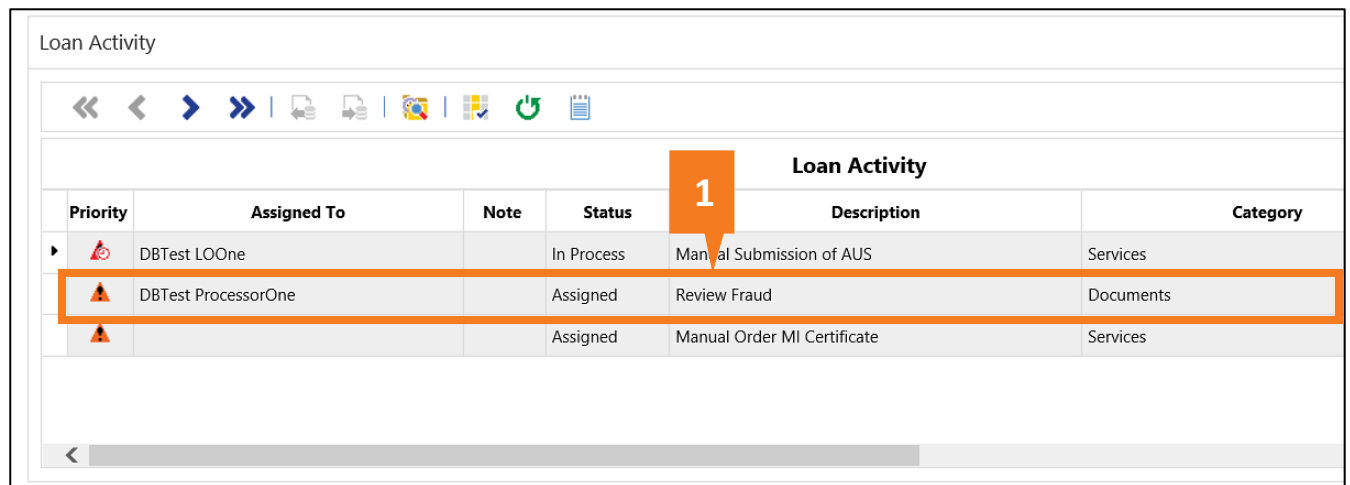 Loan Activity
Loan Activity
1
Priority Assigned To Note Status Description Category
DBTest LOOne In Process Manual Submission of AUS Services
DBTest ProcessorOne Assigned Review Fraud Documents
Assigned Manual Order MI Certificate Services